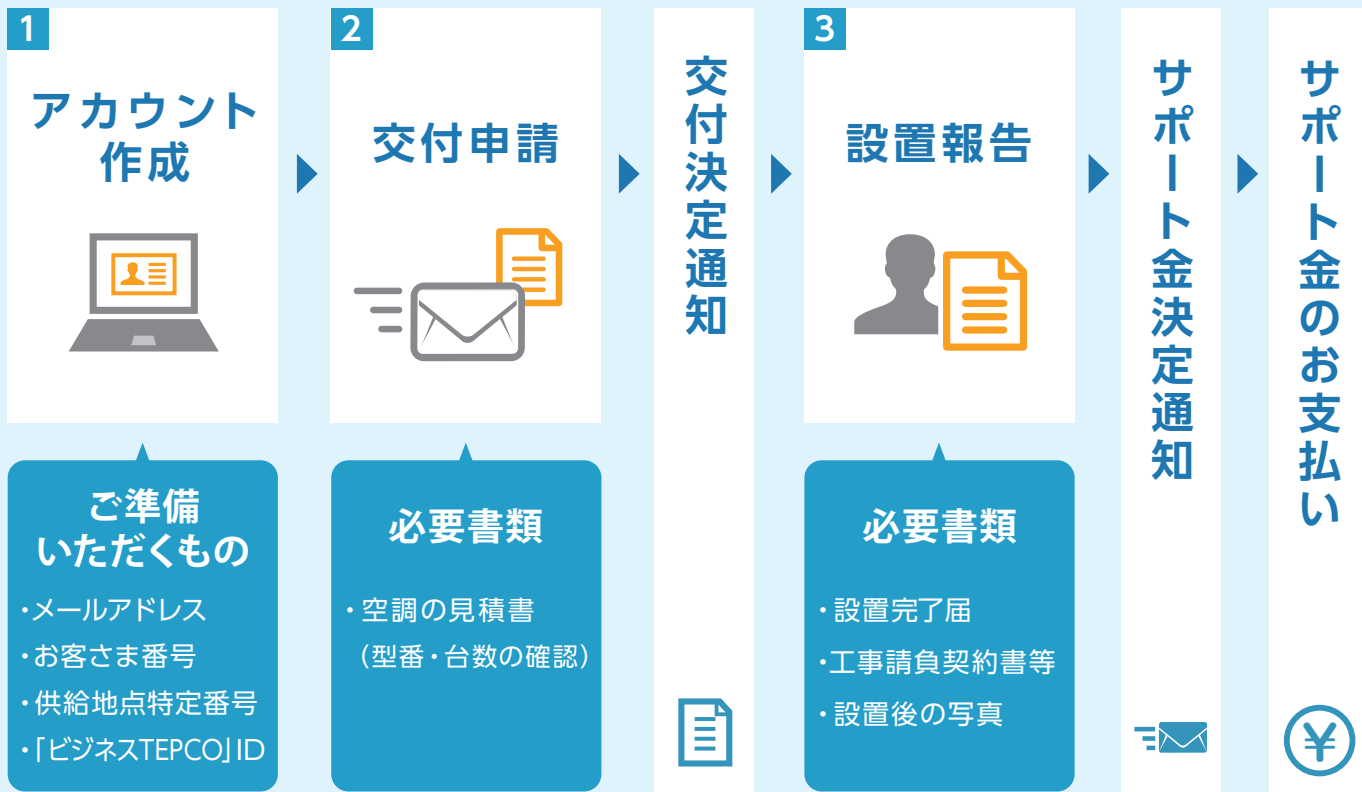 1
アカウント
作成
ご準備
いただくもの
・メールアドレス
・お客さま番号
・供給地点特定番号
・「ビジネスTEPCO」ID
2
交付申請
必要書類
・空調の見積書
（型番・台数の確認）
交付決定通知
3
設置報告
必要書類
・設置完了届
・工事請負契約書等
・設置後の写真
サポート金決定通知
サポート金のお支払い
¥